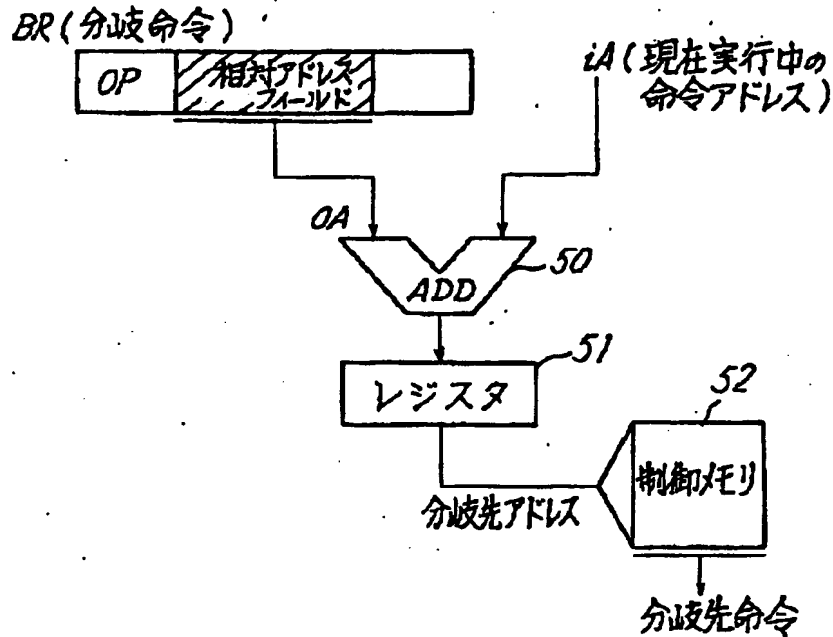 BR(分岐命令)
OP
相対アドレス
フィールド
iA(現在実行中の
命令アドレス)
OA
50
ADD
51
レジスタ
52
制御メモリ
分岐先アドレス
分岐先命令